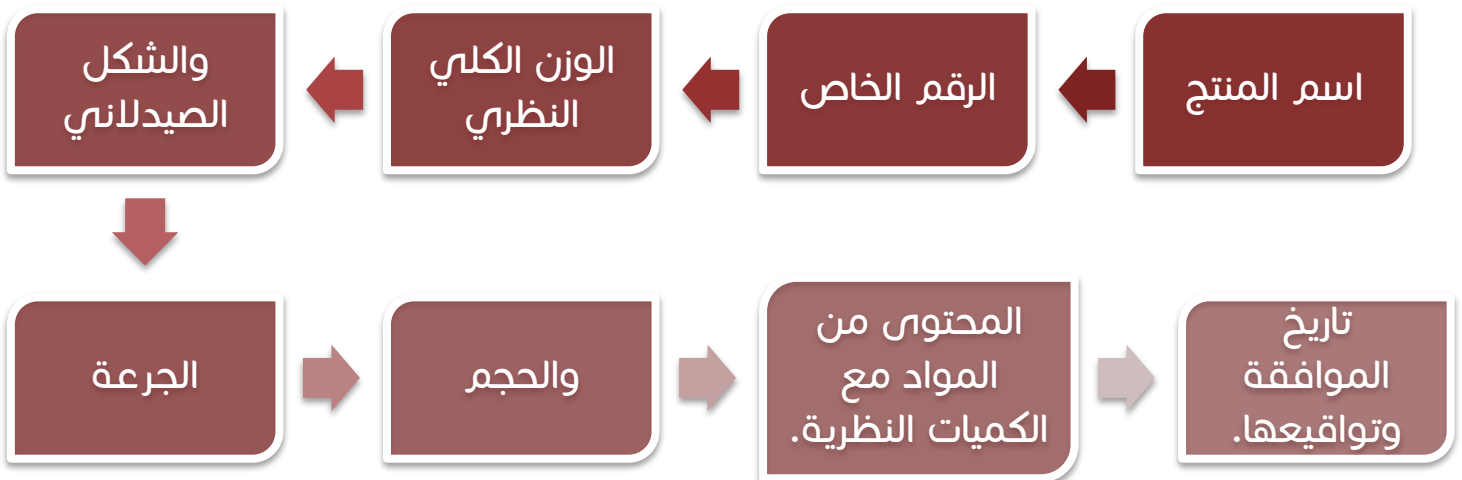 اسم المنتج
الرقم الخاص
الوزن الكلي
النظري
والشكل
الصيدلاني
الجرعة
والحجم
المحتوى من
المواد مع
الكميات النظرية.
تاريخ
الموافقة
وتواقيعها.